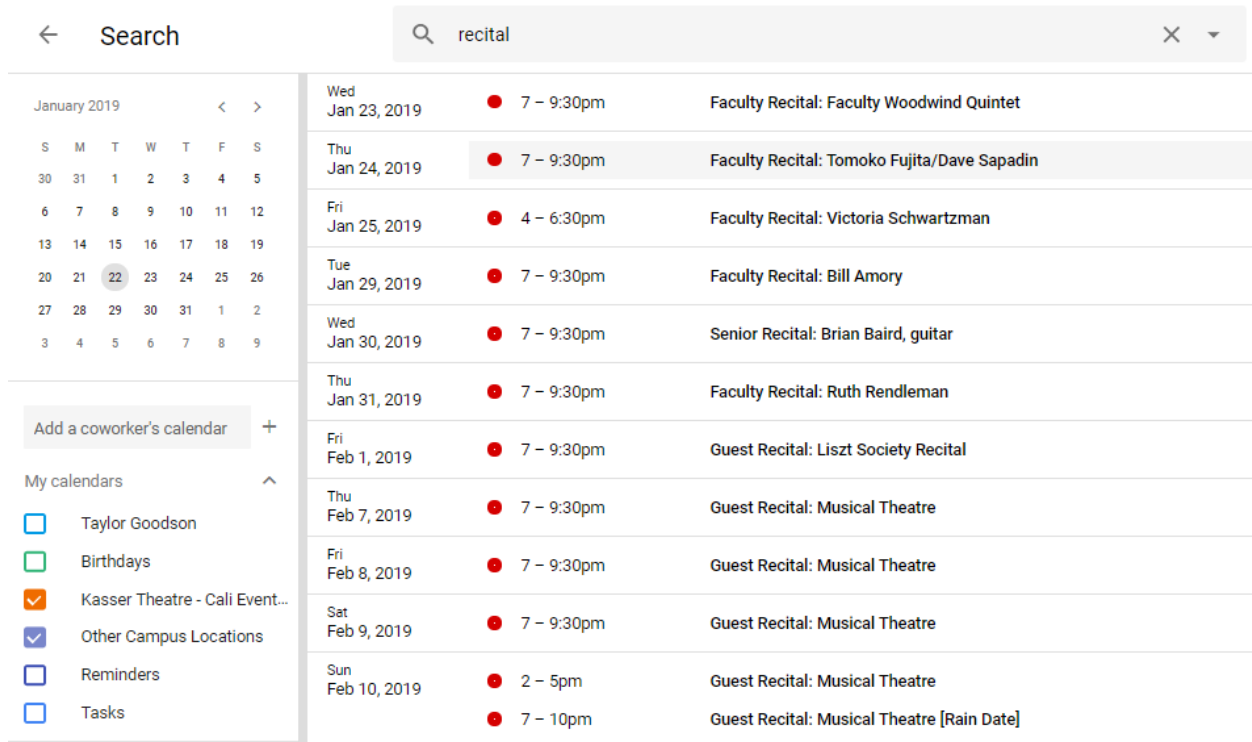 Search
recital
January 2019
S M T W T F S
30 31 1 2 3 4 5
6 7 8 9 10 11 12
13 14 15 16 17 18 19
20 21 22 23 24 25 26
27 28 29 30 31 1 2
3 4 5 6 7 8 9
Add a coworker's calendar +
My calendars
Taylor Goodson
Birthdays
Kasser Theatre - Cali Event...
Other Campus Locations
Reminders
Tasks
Wed
Jan 23, 2019 7 – 9:30pm Faculty Recital: Faculty Woodwind Quintet
Thu
Jan 24, 2019 7 – 9:30pm Faculty Recital: Tomoko Fujita/Dave Sapadin
Fri
Jan 25, 2019 4 – 6:30pm Faculty Recital: Victoria Schwartzman
Tue
Jan 29, 2019 7 – 9:30pm Faculty Recital: Bill Amory
Wed
Jan 30, 2019 7 – 9:30pm Senior Recital: Brian Baird, guitar
Thu
Jan 31, 2019 7 – 9:30pm Faculty Recital: Ruth Rendleman
Fri
Feb 1, 2019 7 – 9:30pm Guest Recital: Liszt Society Recital
Thu
Feb 7, 2019 7 – 9:30pm Guest Recital: Musical Theatre
Fri
Feb 8, 2019 7 – 9:30pm Guest Recital: Musical Theatre
Sat
Feb 9, 2019 7 – 9:30pm Guest Recital: Musical Theatre
Sun
Feb 10, 2019 2 – 5pm Guest Recital: Musical Theatre
7 – 10pm Guest Recital: Musical Theatre [Rain Date]